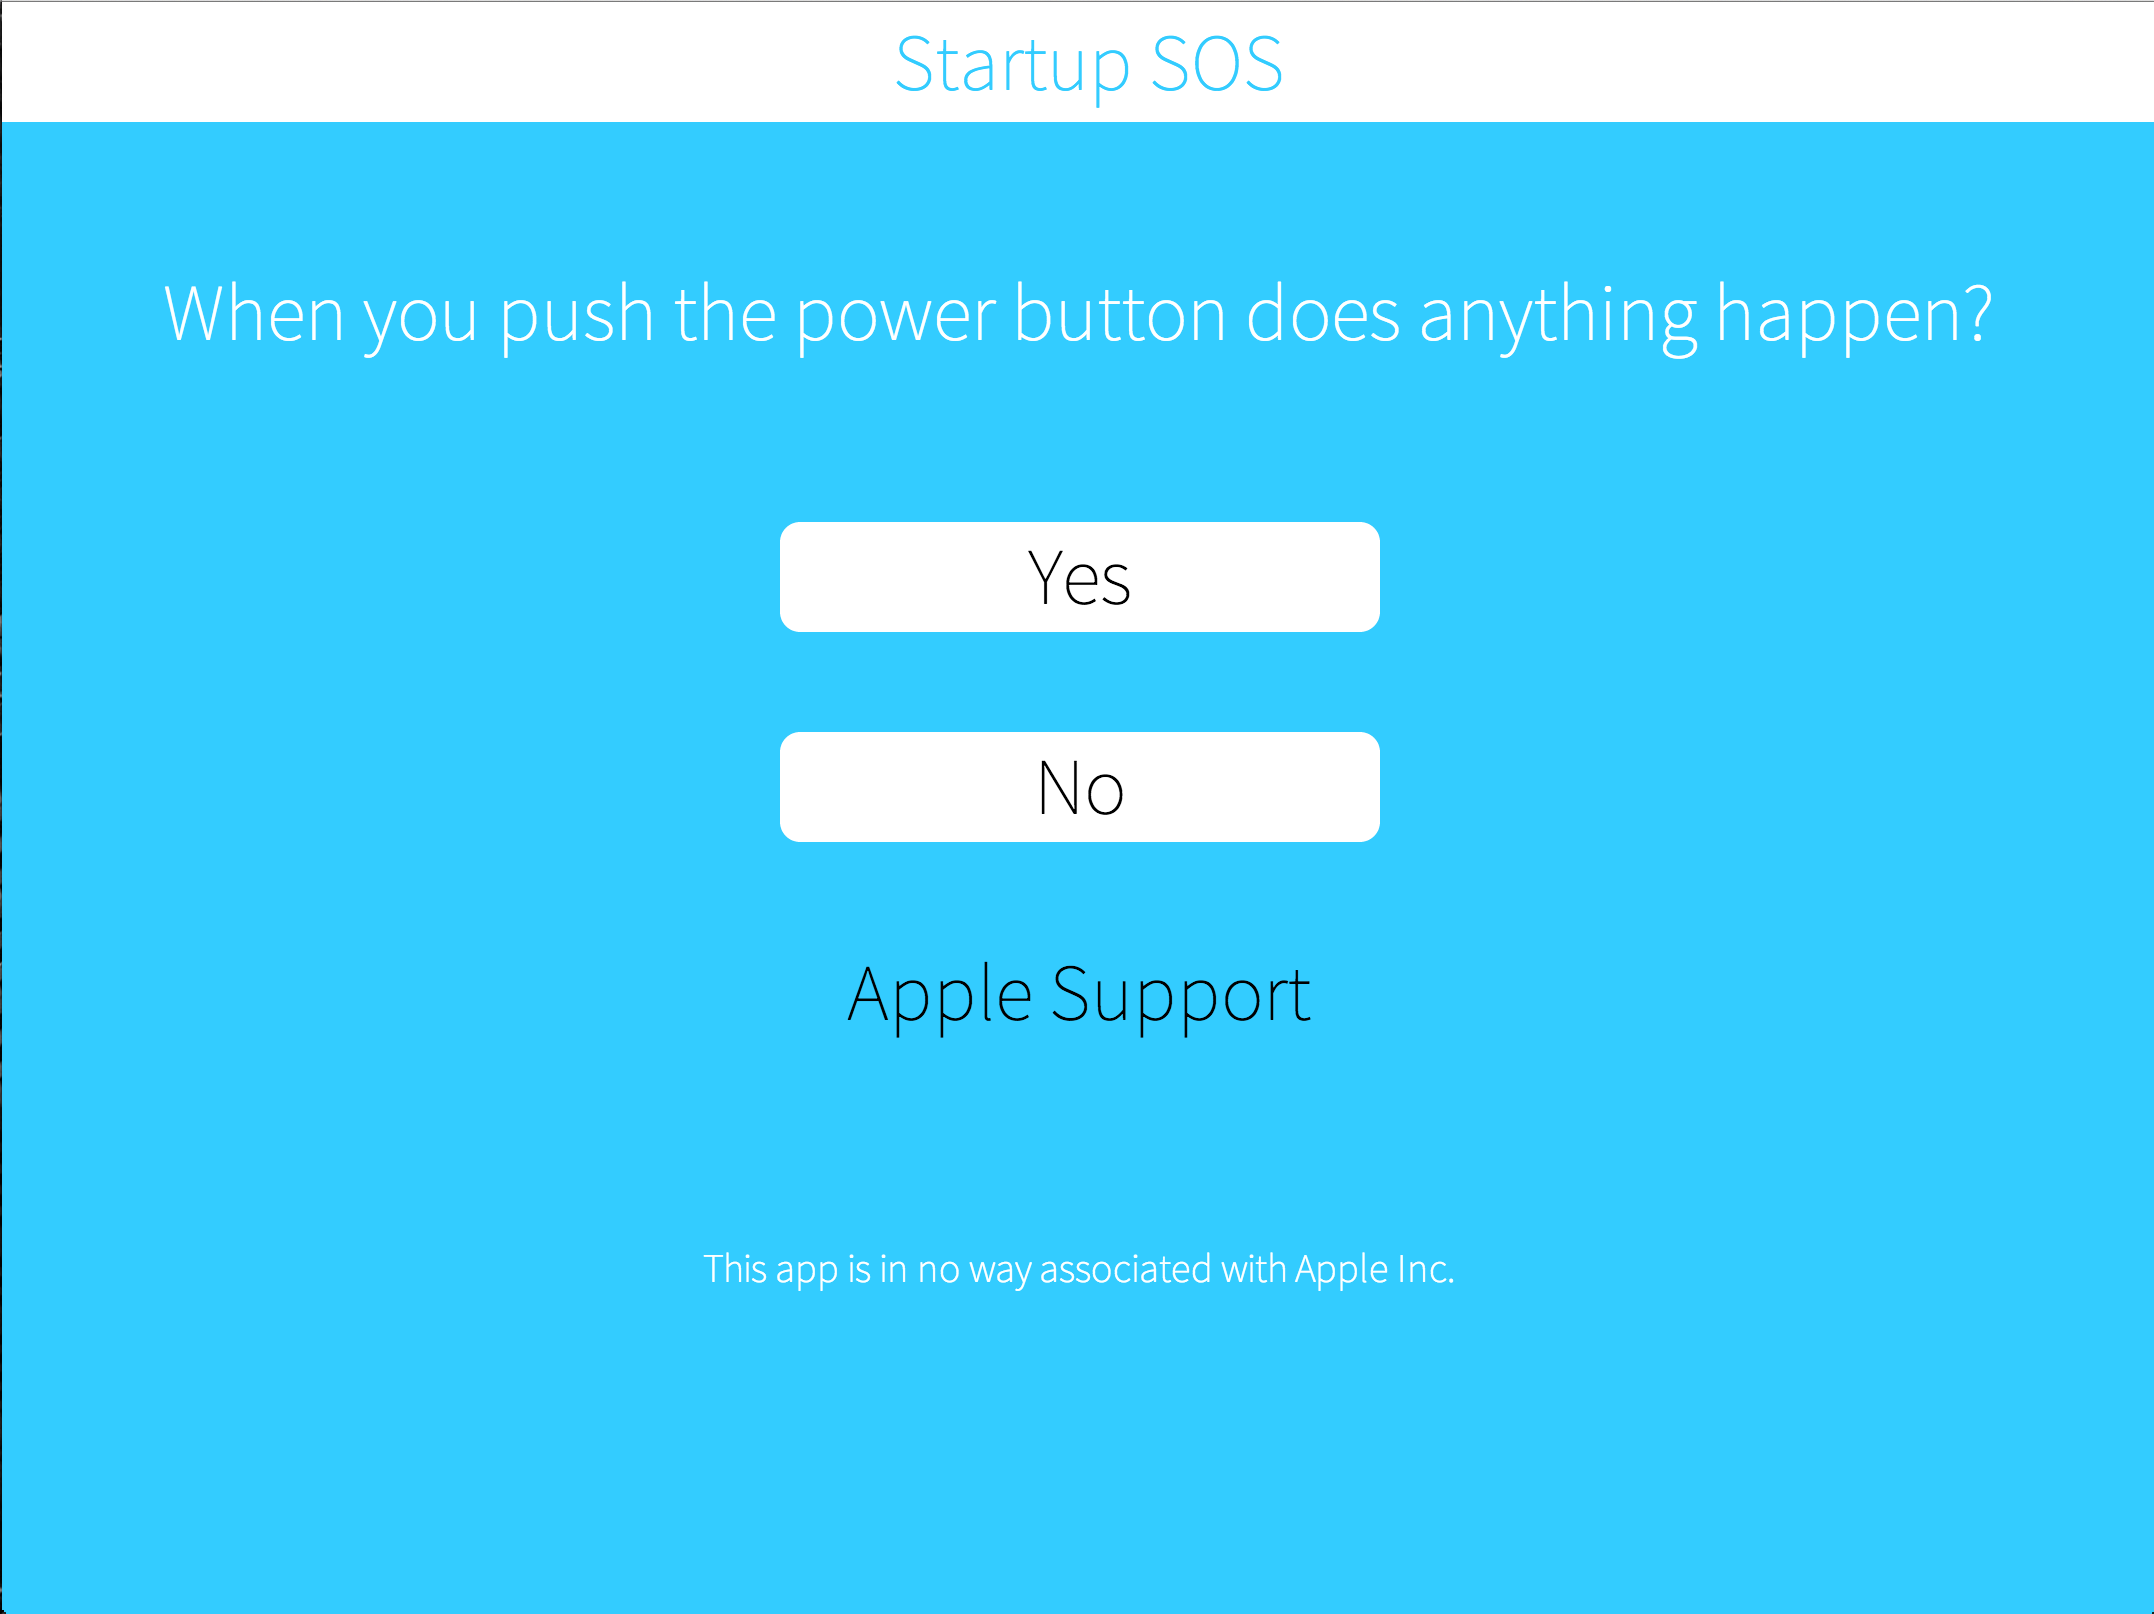 Startup SOS
When you push the power button does anything happen?
Yes
No
Apple Support
This app is in no way associated with Apple Inc.